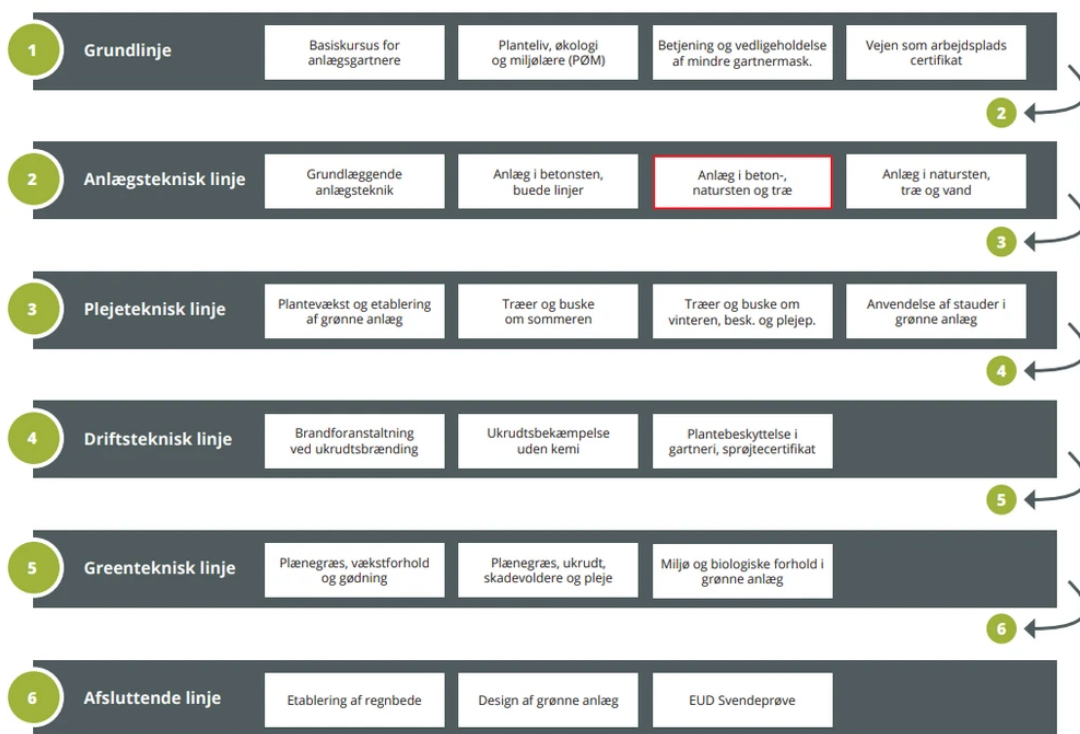 1
Grundlinje
Basiskursus for
anlægsgartnere
Planteliv, økologi
og miljølære (PØM)
Betjening og vedligeholdelse
af mindre gartnermask.
Vejen som arbejdsplads
certifikat
2
2
Anlægsteknisk linje
Grundlæggende
anlægsteknik
Anlæg i betonsten,
buede linjer
Anlæg i beton-,
natursten og træ
Anlæg i natursten,
træ og vand
3
3
Plejeteknisk linje
Plantevækst og etablering
af grønne anlæg
Træer og buske
om sommeren
Træer og buske om
vinteren, besk. og plejep.
Anvendelse af stauder i
grønne anlæg
4
4
Driftsteknisk linje
Brandforanstaltning
ved ukrudtsbrænding
Ukrudtsbekæmpelse
uden kemi
Plantebeskyttelse i
gartneri, sprøjtecertifikat
5
5
Greenteknisk linje
Plænegræs, vækstforhold
og gødning
Plænegræs, ukrudt,
skadevoldere og pleje
Miljø og biologiske forhold i
grønne anlæg
6
6
Afsluttende linje
Etablering af regnbede
Design af grønne anlæg
EUD Svendeprøve